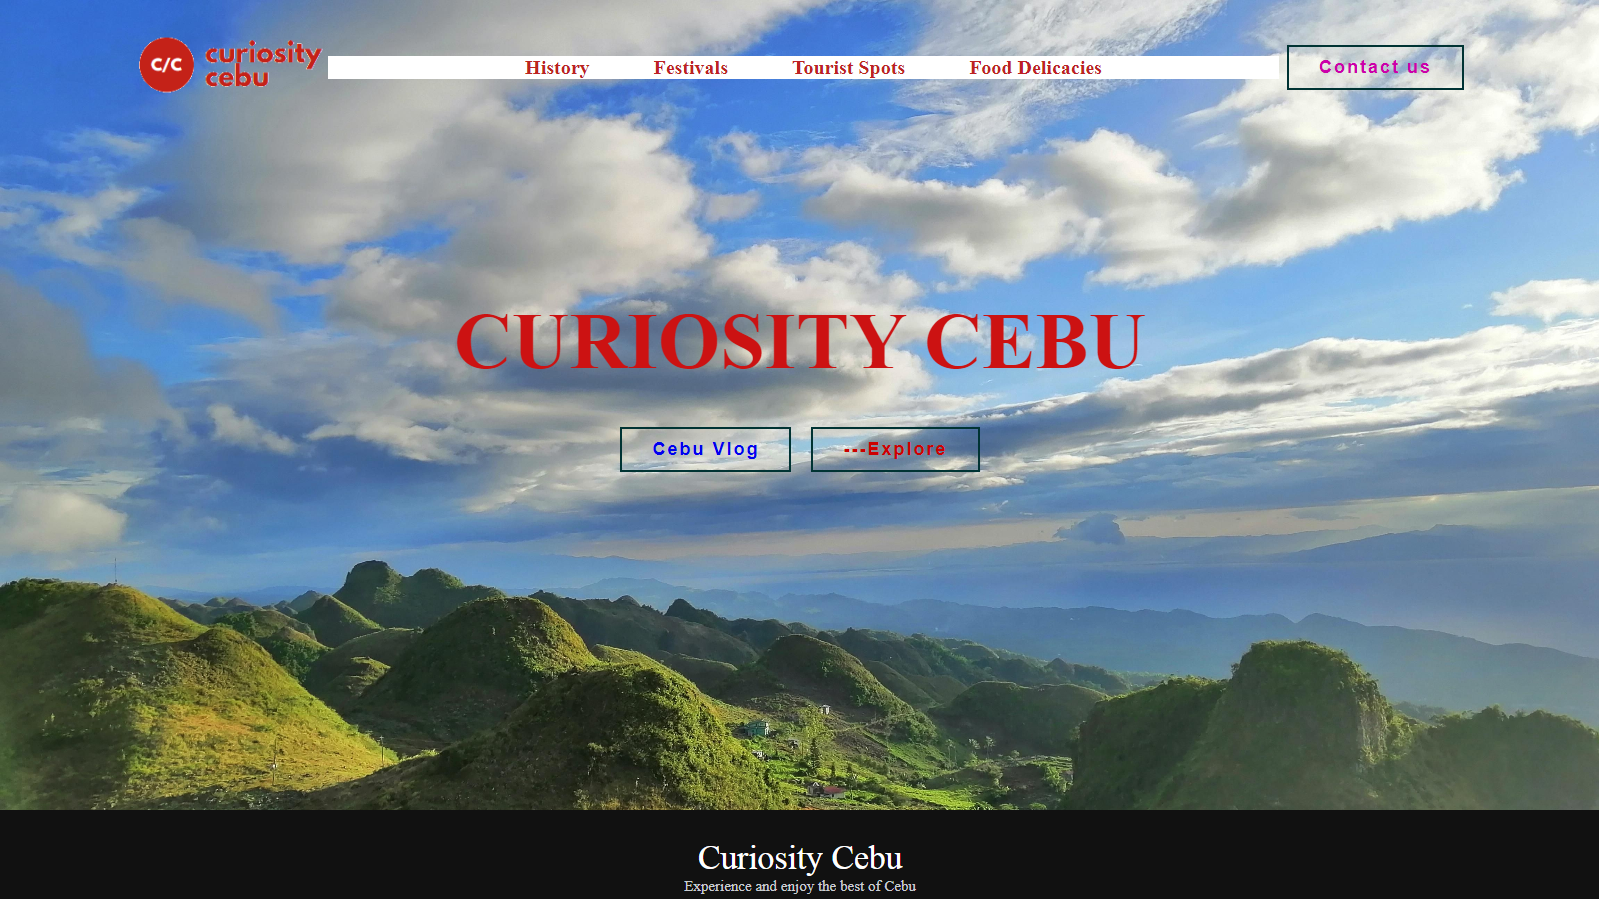 C/C curiosity
cebu
History Festivals Tourist Spots Food Delicacies
Contact us
CURIOSITY CEBU
Cebu Vlog
---Explore
Curiosity Cebu
Experience and enjoy the best of Cebu